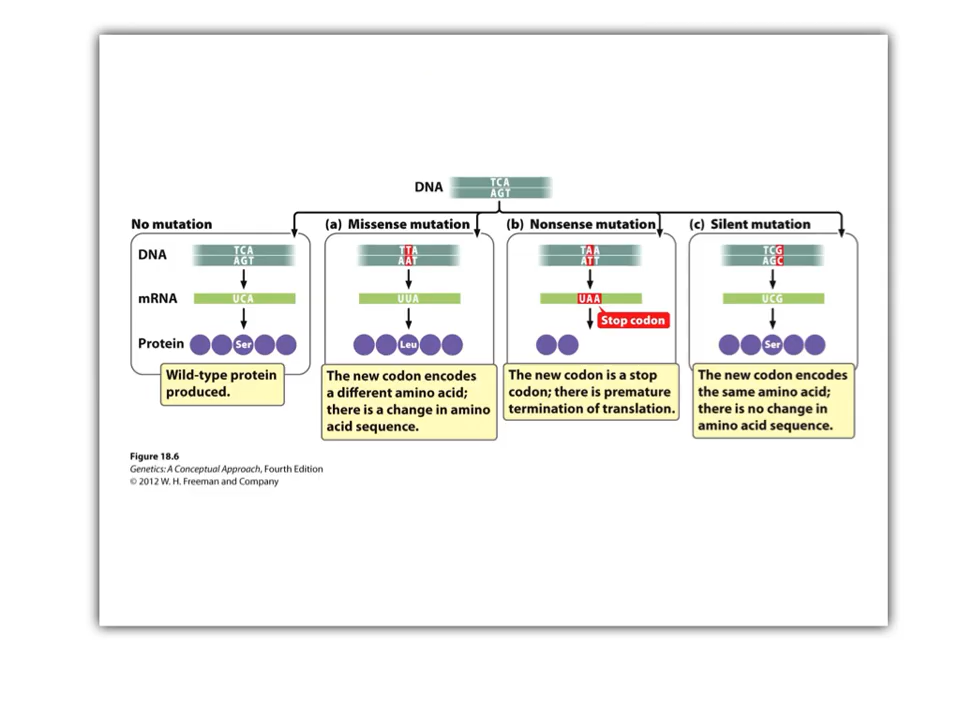 DNA
TCA
AGT
No mutation
(a) Missense mutation
(b) Nonsense mutation
(c) Silent mutation
DNA
TCA
AGT
TTA
AAT
TAA
ATT
TCG
AGC
mRNA
UCA
UUA
UAA
UCG
Stop codon
Protein
Ser
Leu
Ser
Wild-type protein
produced.
The new codon encodes
a different amino acid;
there is a change in amino
acid sequence.
The new codon is a stop
codon; there is premature
termination of translation.
The new codon encodes
the same amino acid;
there is no change in
amino acid sequence.
Figure 18.6
Genetics: A Conceptual Approach, Fourth Edition
© 2012 W. H. Freeman and Company